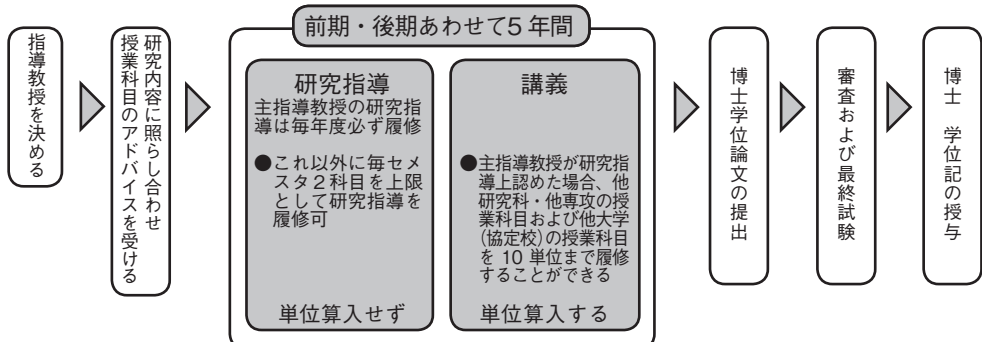 指導教授を決める
研究内容に照らし合わせ
授業科目のアドバイスを受ける
前期・後期あわせて5年間
研究指導
主指導教授の研究指
導は毎年度必ず履修
●これ以外に毎セメ
スタ2科目を上限
として研究指導を
履修可
単位算入せず
講義
●主指導教授が研究指
導上認めた場合、他
研究科・他専攻の授
業科目および他大学
(協定校)の授業科目
を 10 単位まで履修
することができる
単位算入する
博士学位論文の提出
審査および最終試験
博士 学位記の授与